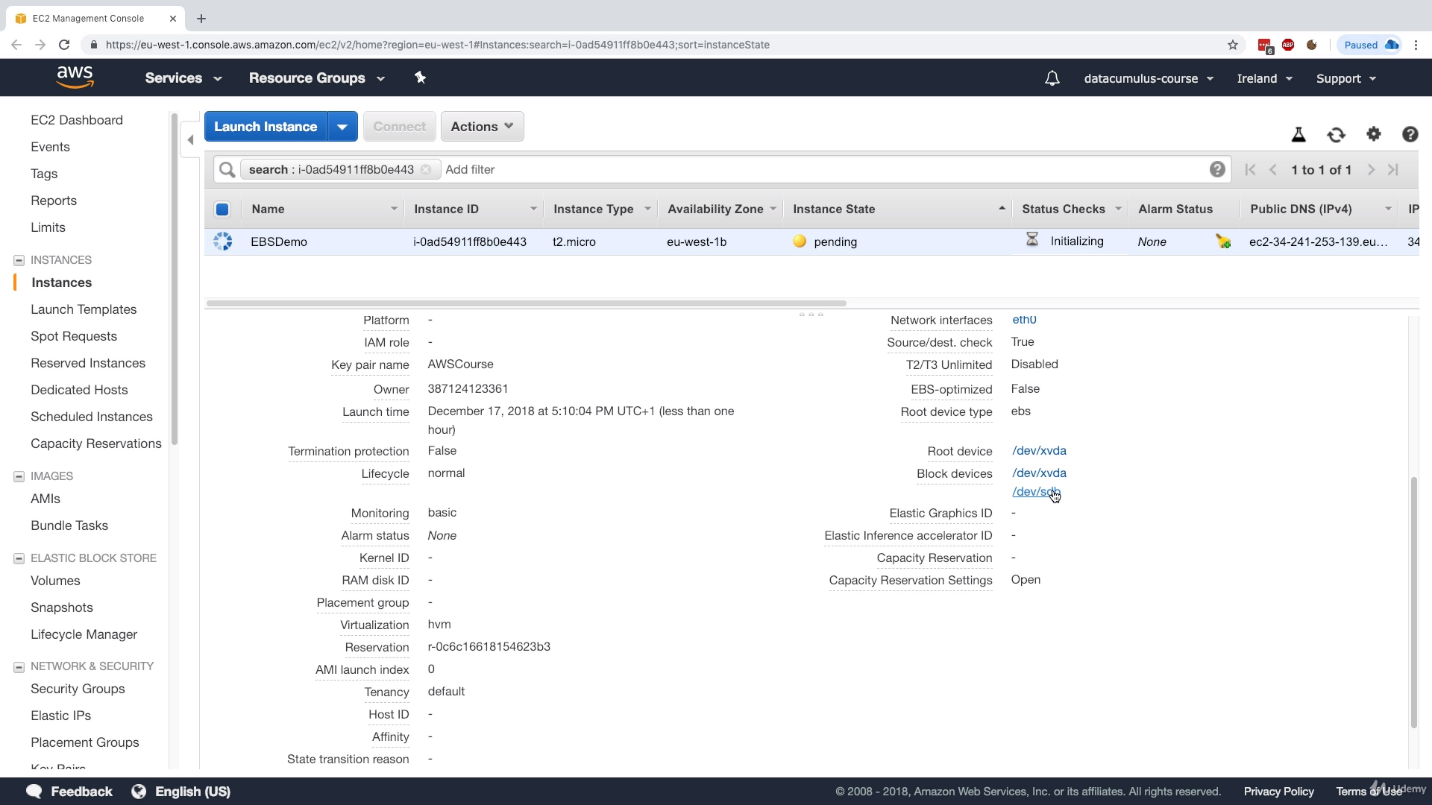 EC2 Management Console
https://eu-west-1.console.aws.amazon.com/ec2/v2/home?region=eu-west-1#Instances:search=i-0ad54911ff8b0e443;sort=instanceState
6
ABP
Paused
aws
Services
Resource Groups
datacumulus-course
Ireland
Support
EC2 Dashboard
Events
Tags
Reports
Limits
INSTANCES
Instances
Launch Templates
Spot Requests
Reserved Instances
Dedicated Hosts
Scheduled Instances
Capacity Reservations
IMAGES
AMIs
Bundle Tasks
ELASTIC BLOCK STORE
Volumes
Snapshots
Lifecycle Manager
NETWORK & SECURITY
Security Groups
Elastic IPs
Placement Groups
Key Pairs
Launch Instance
Connect
Actions
search : i-0ad54911ff8b0e443
Add filter
1 to 1 of 1
Name Instance ID Instance Type Availability Zone Instance State Status Checks Alarm Status Public DNS (IPv4) IP
EBSDemo i-0ad54911ff8b0e443 t2.micro eu-west-1b pending Initializing None ec2-34-241-253-139.eu... 34
Platform -
IAM role -
Key pair name AWSCourse
Owner 387124123361
Launch time December 17, 2018 at 5:10:04 PM UTC+1 (less than one
hour)
Termination protection False
Lifecycle normal
Monitoring basic
Alarm status None
Kernel ID -
RAM disk ID -
Placement group -
Virtualization hvm
Reservation r-0c6c16618154623b3
AMI launch index 0
Tenancy default
Host ID -
Affinity -
State transition reason -
Network interfaces eth0
Source/dest. check True
T2/T3 Unlimited Disabled
EBS-optimized False
Root device type ebs
Root device /dev/xvda
Block devices /dev/xvda
/dev/sdb
Elastic Graphics ID -
Elastic Inference accelerator ID -
Capacity Reservation -
Capacity Reservation Settings Open
Feedback
English (US)
© 2008 - 2018, Amazon Web Services, Inc. or its affiliates. All rights reserved.
Privacy Policy
Terms of Use
Udemy